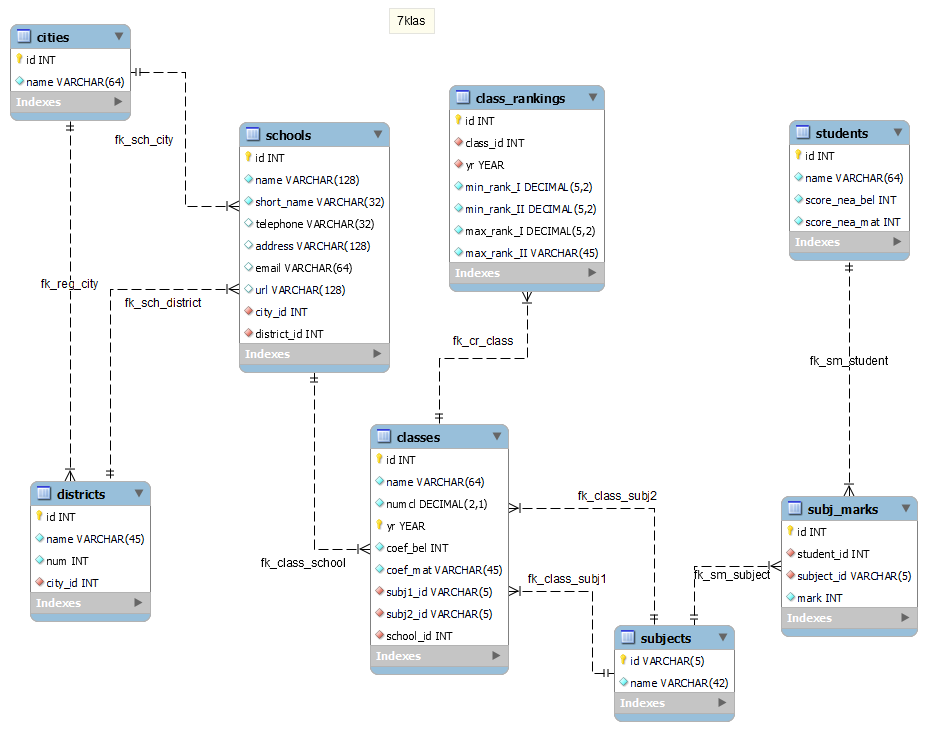 7klas
cities
id INT
name VARCHAR(64)
Indexes
fk_sch_city
schools
id INT
name VARCHAR(128)
short_name VARCHAR(32)
telephone VARCHAR(32)
address VARCHAR(128)
email VARCHAR(64)
url VARCHAR(128)
city_id INT
district_id INT
Indexes
class_rankings
id INT
class_id INT
yr YEAR
min_rank_I DECIMAL(5,2)
min_rank_II DECIMAL(5,2)
max_rank_I DECIMAL(5,2)
max_rank_II VARCHAR(45)
Indexes
students
id INT
name VARCHAR(64)
score_nea_bel INT
score_nea_mat INT
Indexes
fk_reg_city
fk_sch_district
fk_cr_class
fk_sm_student
districts
id INT
name VARCHAR(45)
num INT
city_id INT
Indexes
fk_class_school
classes
id INT
name VARCHAR(64)
numcl DECIMAL(2,1)
yr YEAR
coef_bel INT
coef_mat VARCHAR(45)
subj1_id VARCHAR(5)
subj2_id VARCHAR(5)
school_id INT
Indexes
fk_class_subj2
fk_class_subj1
fk_sm_subject
subj_marks
id INT
student_id INT
subject_id VARCHAR(5)
mark INT
Indexes
subjects
id VARCHAR(5)
name VARCHAR(42)
Indexes